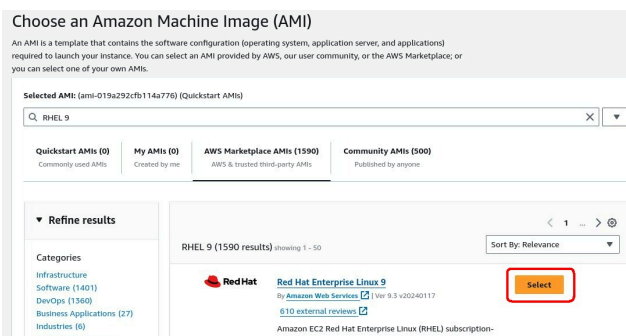 Choose an Amazon Machine Image (AMI)
An AMI is a template that contains the software configuration (operating system, application server, and applications)
required to launch your instance. You can select an AMI provided by AWS, our user community, or the AWS Marketplace; or
you can select one of your own AMIs.
Selected AMI: (ami-019a292cfb114a776) (Quickstart AMIs)
RHEL 9
Quickstart AMIs (0)
Commonly used AMIs
My AMIs (0)
Created by me
AWS Marketplace AMIs (1590)
AWS & trusted third-party AMIs
Community AMIs (500)
Published by anyone
Refine results
Categories
Infrastructure
Software (1401)
DevOps (1360)
Business Applications (27)
Industries (6)
1 ...
RHEL 9 (1590 results) showing 1 - 50
Sort By: Relevance
Red Hat
Red Hat Enterprise Linux 9
By Amazon Web Services | Ver 9.3 v20240117
610 external reviews
Amazon EC2 Red Hat Enterprise Linux (RHEL) subscription-
Select